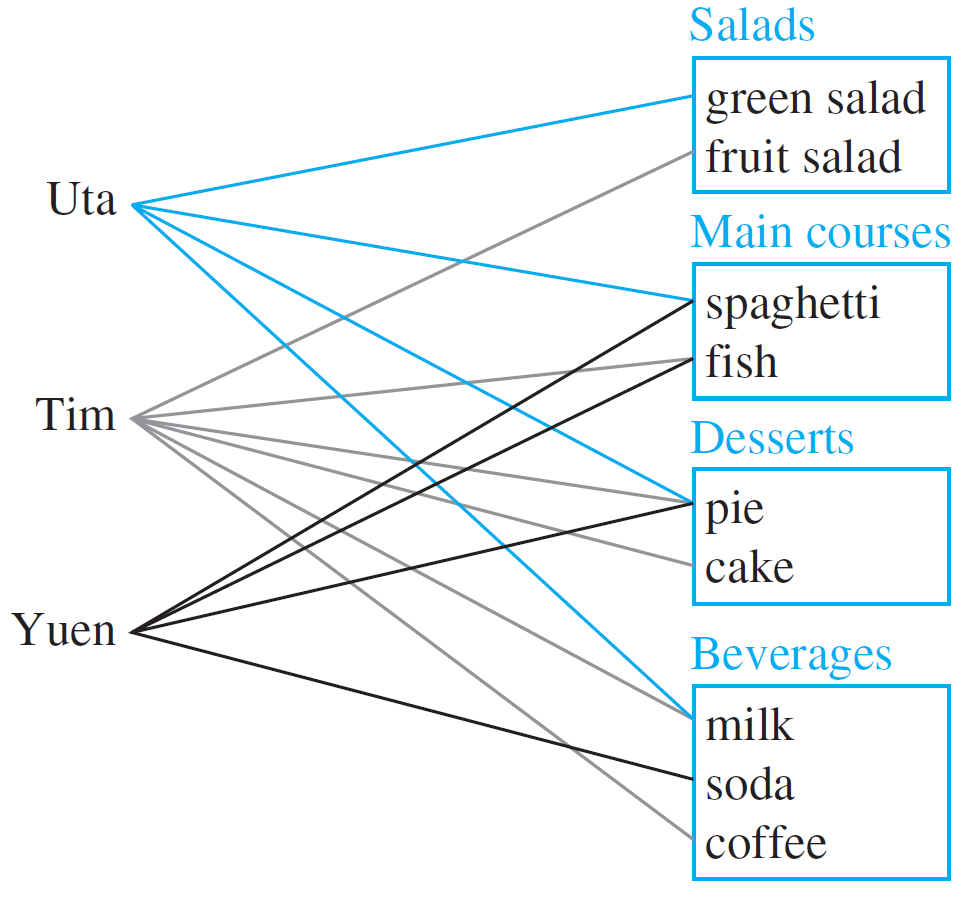 Salads
green salad
fruit salad
Uta
Main courses
spaghetti
fish
Tim
Desserts
pie
cake
Yuen
Beverages
milk
soda
coffee